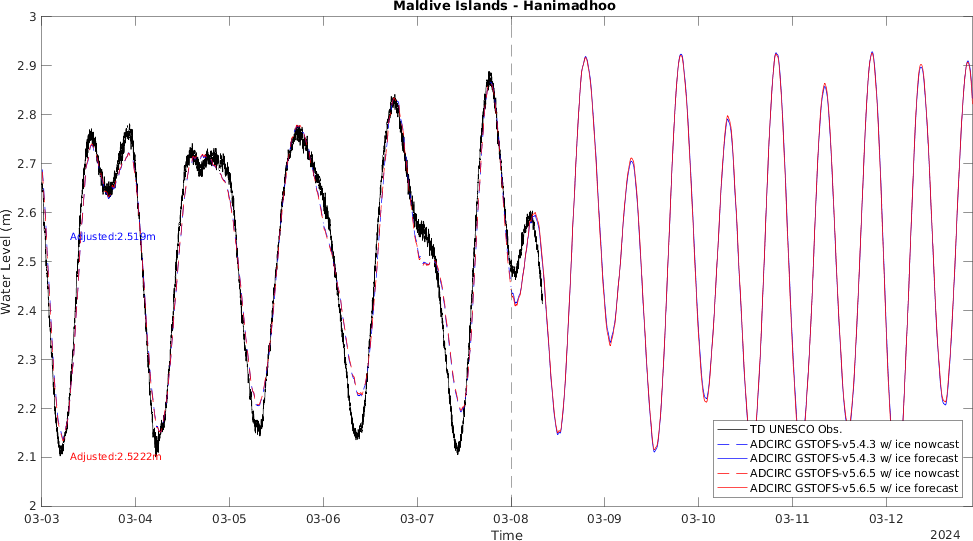 Maldive Islands - Hanimadhoo
3
2.9
2.8
2.7
2.6
2.5
2.4
2.3
2.2
2.1
2
Water Level (m)
Adjusted:2.519m
Adjusted:2.5222m
TD UNESCO Obs.
ADCIRC GSTOFS-v5.4.3 w/ ice nowcast
ADCIRC GSTOFS-v5.4.3 w/ ice forecast
ADCIRC GSTOFS-v5.6.5 w/ ice nowcast
ADCIRC GSTOFS-v5.6.5 w/ ice forecast
03-03 03-04 03-05 03-06 03-07 03-08 03-09 03-10 03-11 03-12
Time
2024